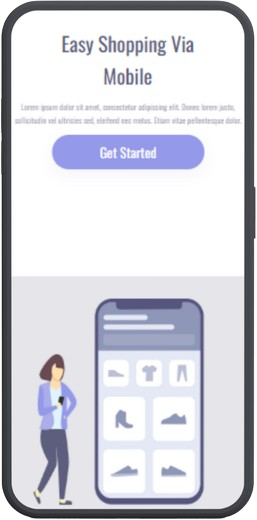 Easy Shopping Via
Mobile
Lorem ipsum dolor sit amet, consectetur adipiscing elit. Donec lorem justo,
sollicitudin vel ultricies sed, eleifend nec metus. Etiam vitae pellentesque dolor.
Get Started